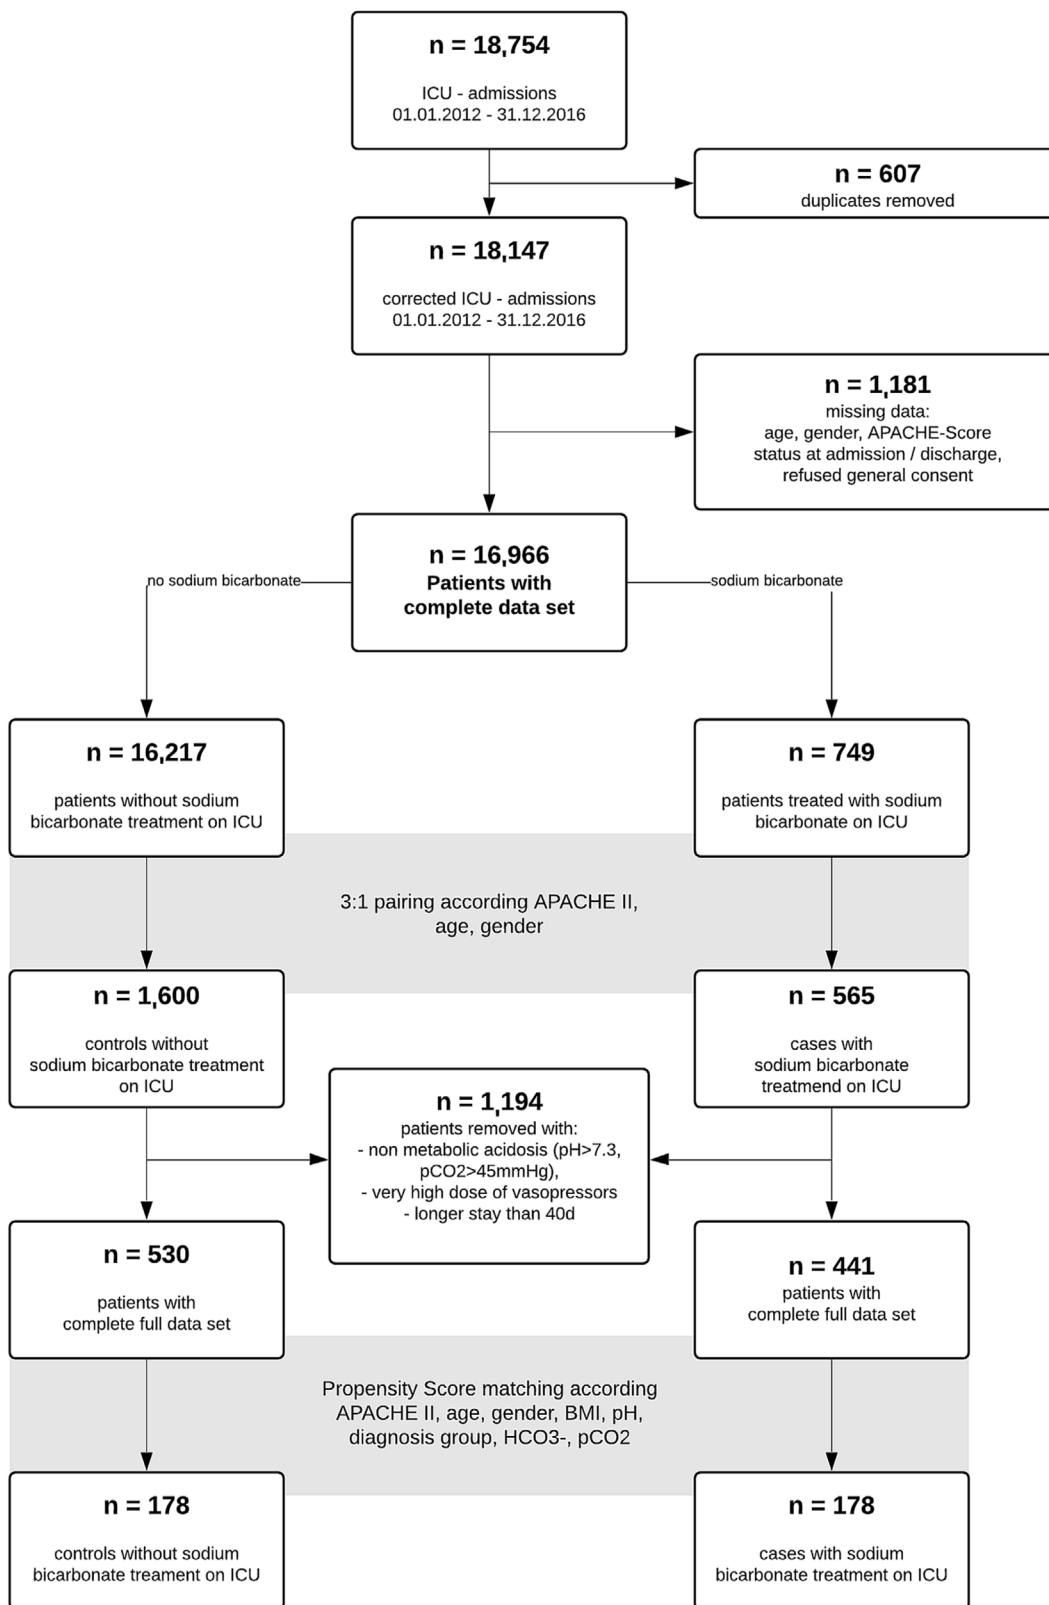 n = 18,754
ICU - admissions
01.01.2012 - 31.12.2016
n = 607
duplicates removed
n = 18,147
corrected ICU - admissions
01.01.2012 - 31.12.2016
n = 1,181
missing data:
age, gender, APACHE-Score
status at admission / discharge,
refused general consent
n = 16,966
Patients with
complete data set
no sodium bicarbonate
sodium bicarbonate
n = 16,217
patients without sodium
bicarbonate treatment on ICU
n = 749
patients treated with sodium
bicarbonate on ICU
3:1 pairing according APACHE II,
age, gender
n = 1,600
controls without
sodium bicarbonate treatment
on ICU
n = 565
cases with
sodium bicarbonate
treatmend on ICU
n = 1,194
patients removed with:
- non metabolic acidosis (pH>7.3,
pCO2>45mmHg),
- very high dose of vasopressors
- longer stay than 40d
n = 530
patients with
complete full data set
n = 441
patients with
complete full data set
Propensity Score matching according
APACHE II, age, gender, BMI, pH,
diagnosis group, HCO3-, pCO2
n = 178
controls without sodium
bicarbonate treament on ICU
n = 178
cases with sodium
bicarbonate treatment on ICU